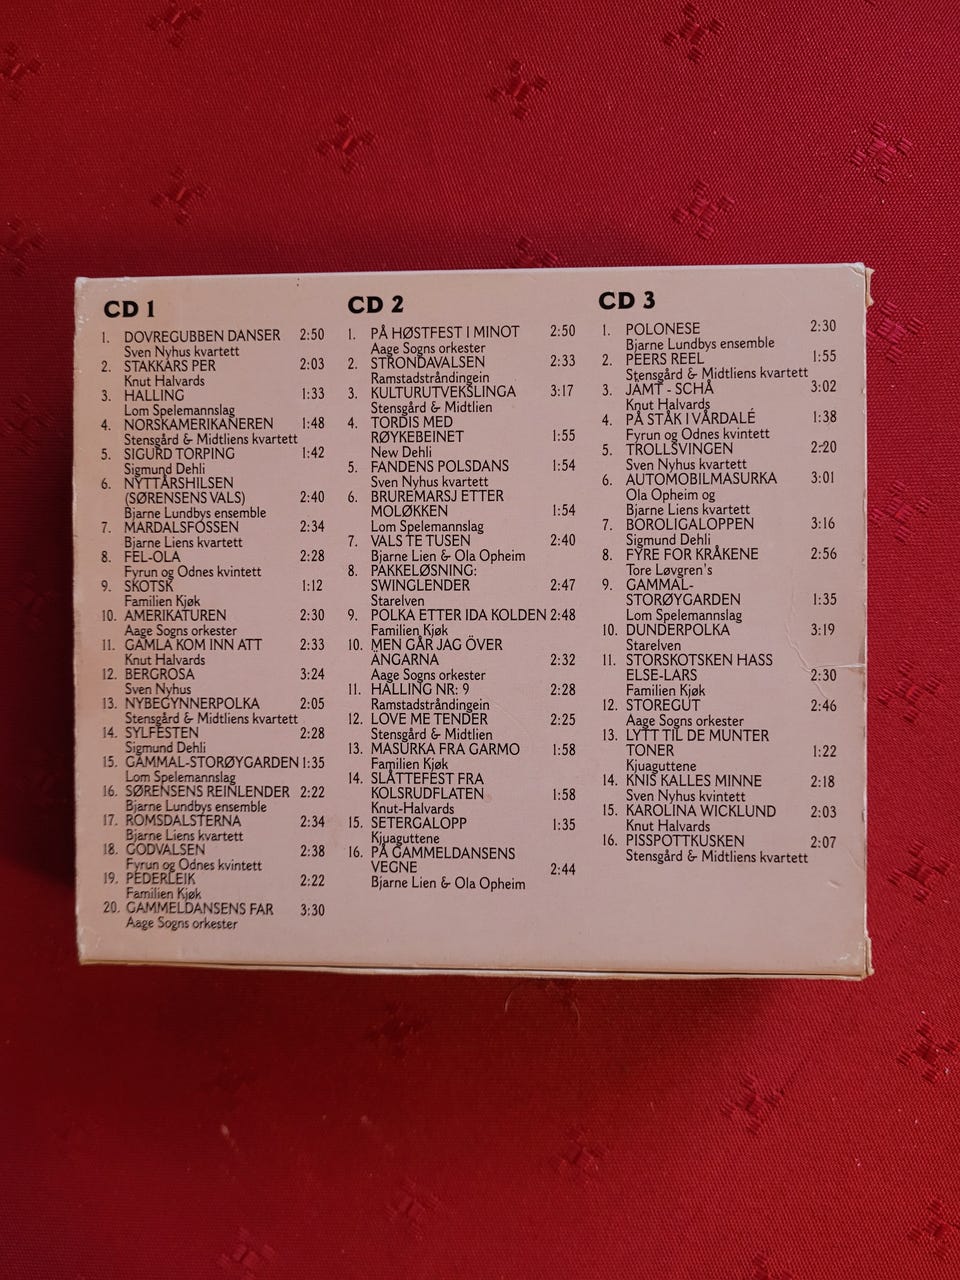 CD 1
1. DOVREGUBBEN DANSER 2:50
Sven Nyhus kvartett
2. STAKKARS PER 2:03
Knut Halvards
3. HALLING 1:33
Lom Spelemannslag
4. NORSKAMERIKANEREN 1:48
Stensgård & Midtliens kvartett
5. SIGURD TORPING 1:42
Sigmund Dehli
6. NYTTÅRSHILSEN
(SØRENSENS VALS) 2:40
Bjarne Lundbys ensemble
7. MARDALSFOSSEN 2:34
Bjarne Liens kvartett
8. FEL-OLA 2:28
Fyrun og Odnes kvintett
9. SKOTSK 1:12
Familien Kjøk
10. AMERIKATUREN 2:30
Aage Sogns orkester
11. GAMLA KOM INN ATT 2:33
Knut Halvards
12. BERGROSA 3:24
Sven Nyhus
13. NYBEGYNNERPOLKA 2:05
Stensgård & Midtliens kvartett
14. SYLFESTEN 2:28
Sigmund Dehli
15. GAMMAL-STORØYGARDEN 1:35
Lom Spelemannslag
16. SØRENSENS REINLENDER 2:22
Bjarne Lundbys ensemble
17. ROMSDALSTERNA 2:34
Bjarne Liens kvartett
18. GODVALSEN 2:38
Fyrun og Odnes kvintett
19. PEDERLEIK 2:22
Familien Kjøk
20. GAMMELDANSENS FAR 3:30
Aage Sogns orkester
CD 2
1. PÅ HØSTFEST I MINOT 2:50
Aage Sogns orkester
2. STRONDAVALSEN 2:33
Ramstadstråndingein
3. KULTURUTVEKSLINGA 3:17
Stensgård & Midtlien
4. TORDIS MED
RØYKEBEINET 1:55
New Dehli
5. FANDENS POLSDANS 1:54
Sven Nyhus kvartett
6. BRUREMARSJ ETTER
MOLØKKEN 1:54
Lom Spelemannslag
7. VALS TE TUSEN 2:40
Bjarne Lien & Ola Opheim
8. PAKKELØSNING:
SWINGLENDER 2:47
Starelven
9. POLKA ETTER IDA KOLDEN 2:48
Familien Kjøk
10. MEN GÅR JAG ÖVER
ÄNGARNA 2:32
Aage Sogns orkester
11. HALLING NR: 9 2:28
Ramstadstråndingein
12. LOVE ME TENDER 2:25
Stensgård & Midtlien
13. MASURKA FRA GARMO 1:58
Familien Kjøk
14. SLÅTTEFEST FRA
KOLSRUDFLATEN 1:58
Knut-Halvards
15. SETERGALOPP 1:35
Kjuaguttene
16. PÅ GAMMELDANSENS
VEGNE 2:44
Bjarne Lien & Ola Opheim
CD 3
1. POLONESE 2:30
Bjarne Lundbys ensemble
2. PEERS REEL 1:55
Stensgård & Midtliens kvartett
3. JAMT - SCHÅ 3:02
Knut Halvards
4. PÅ STÅK I VÅRDALÉ 1:38
Fyrun og Odnes kvintett
5. TROLLSVINGEN 2:20
Sven Nyhus kvartett
6. AUTOMOBILMASURKA 3:01
Ola Opheim og
Bjarne Liens kvartett
7. BOROLIGALOPPEN 3:16
Sigmund Dehli
8. FYRE FOR KRÅKENE 2:56
Tore Løvgren's
9. GAMMAL-
STORØYGARDEN 1:35
Lom Spelemannslag
10. DUNDERPOLKA 3:19
Starelven
11. STORSKOTSKEN HASS
ELSE-LARS 2:30
Familien Kjøk
12. STOREGUT 2:46
Aage Sogns orkester
13. LYTT TIL DE MUNTER
TONER 1:22
Kjuaguttene
14. KNIS KALLES MINNE 2:18
Sven Nyhus kvintett
15. KAROLINA WICKLUND 2:03
Knut Halvards
16. PISSPOTTKUSKEN 2:07
Stensgård & Midtliens kvartett